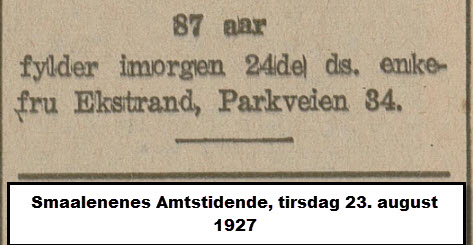 87 aar
fylder imorgen 24de ds. enke-
fru Ekstrand, Parkveien 34.
Smaalenenes Amtstidende, tirsdag 23. august
1927